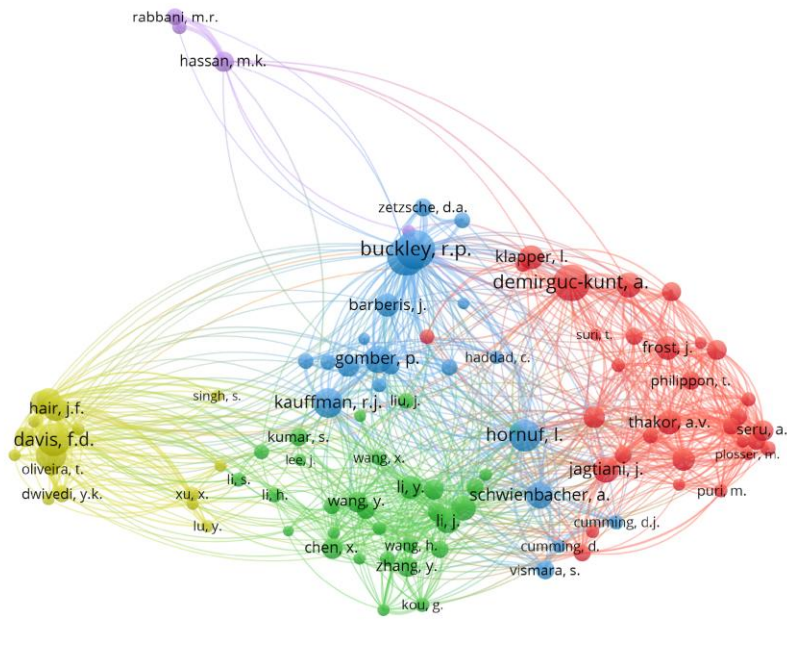 rabbani, m.r.
hassan, m.k.
zetzsche, d.a.
buckley, r.p.
klapper, l.
demirguc-kunt, a.
barberis, j.
suri, t.
frost, j.
gomber, p.
haddad, c.
philippon, t.
singh, s.
kauffman, r.j.
liu, j.
hair, j.f.
thakor, a.v.
seru, a.
davis, f.d.
kumar, s.
hornuf, l.
plosser, m.
oliveira, t.
lee, j.
wang, x.
jagtiani, j.
li, s.
dwivedi, y.k.
xu, x.
li, h.
wang, y.
li, y.
schwienbacher, a.
puri, m.
lu, y.
li, j.
cumming, d.j.
chen, x.
wang, h.
cumming, d.
zhang, y.
vismara, s.
kou, g.